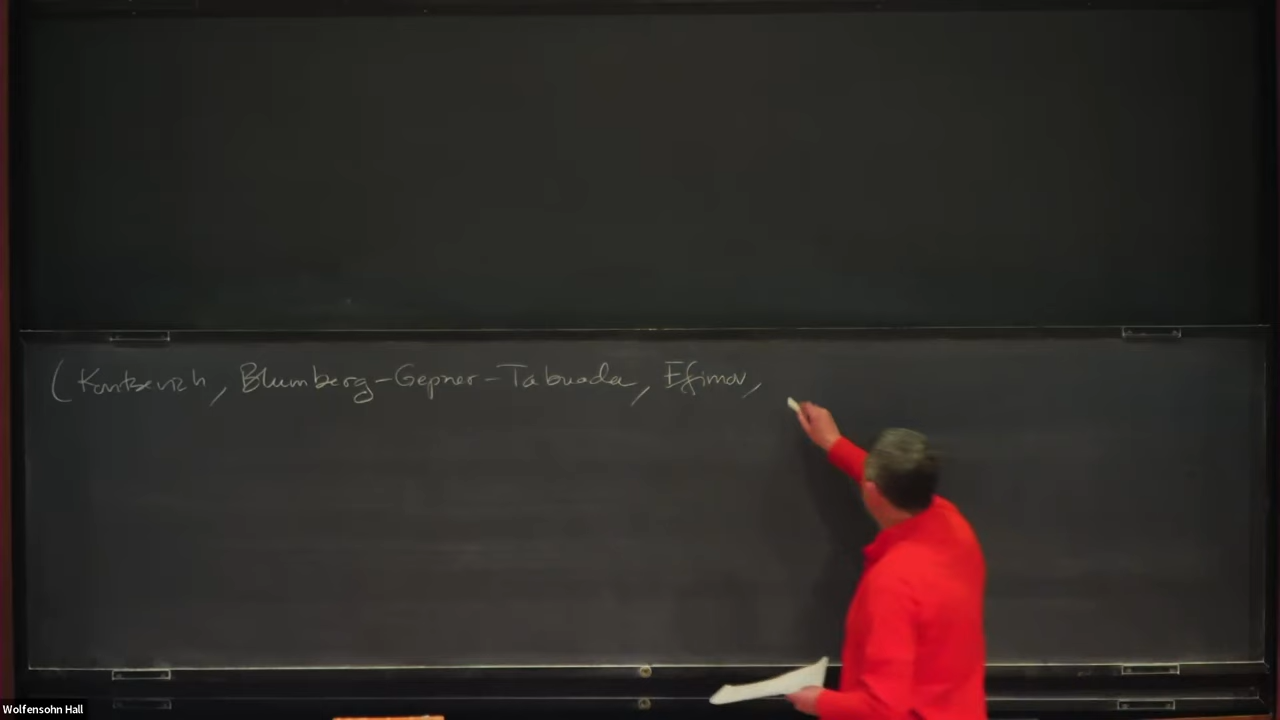 (Kontsevich, Blumberg-Gepner-Tabuada, Efimov,
Wolfensohn Hall